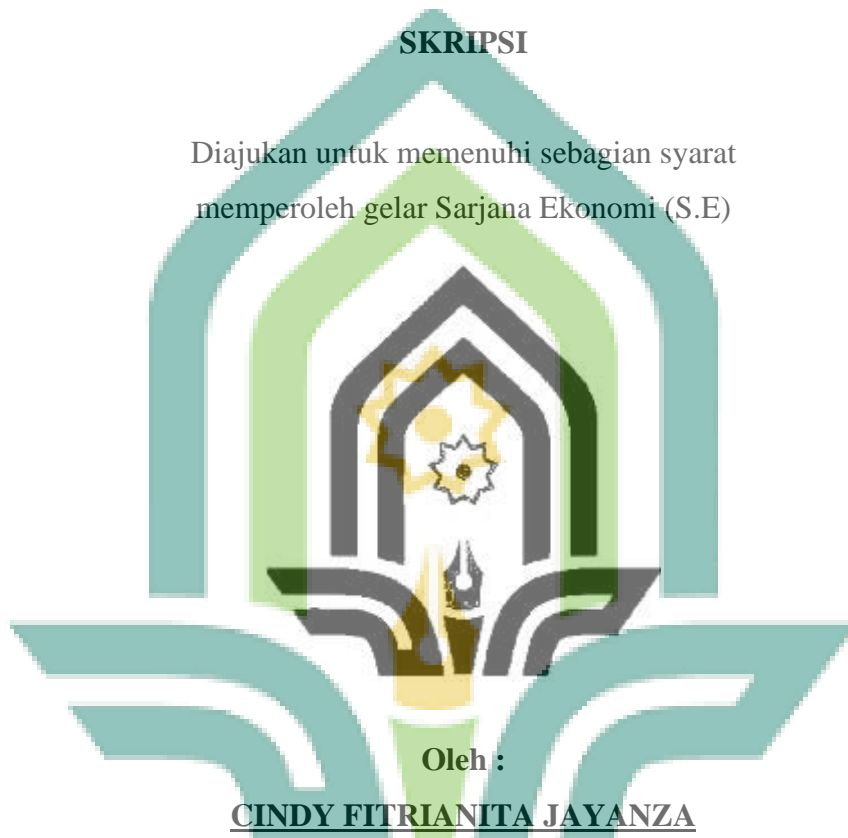 SKRIPSI
Diajukan untuk memenuhi sebagian syarat
memperoleh gelar Sarjana Ekonomi (S.E)
Oleh :
CINDY FITRIANITA JAYANZA